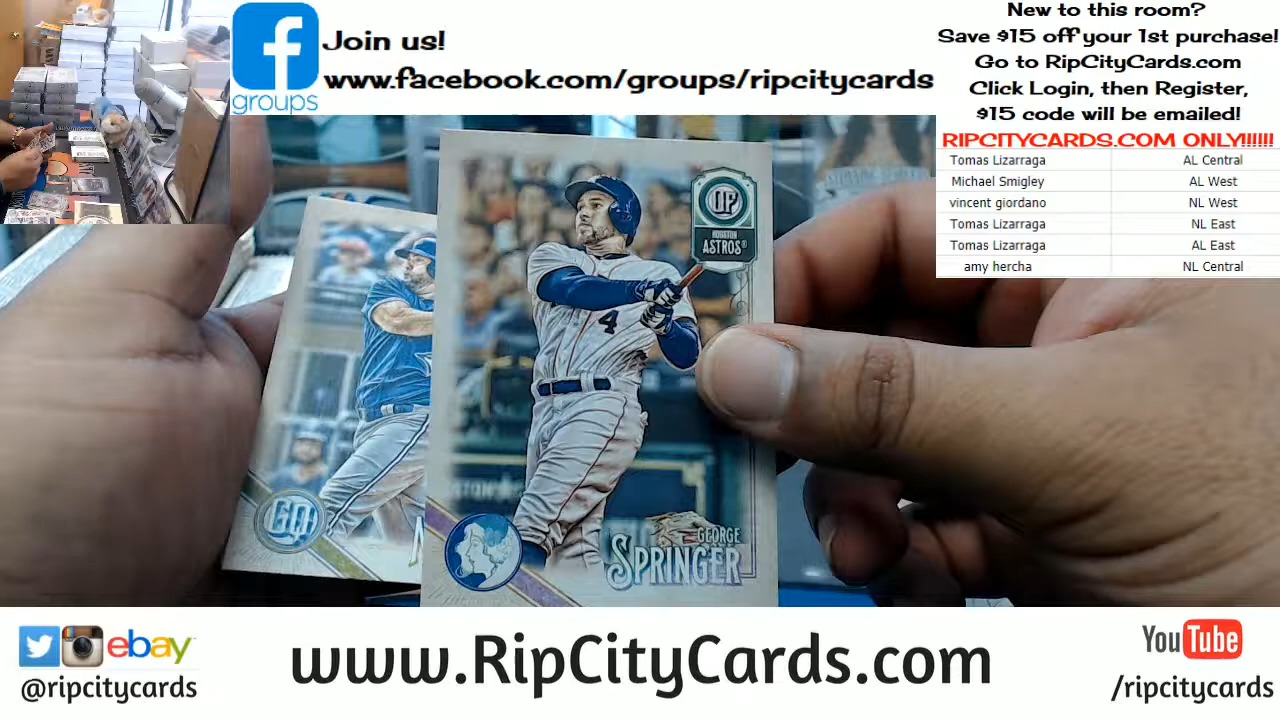 f
groups
Join us!
www.facebook.com/groups/ripcitycards
New to this room?
Save $15 off your 1st purchase!
Go to RipCityCards.com
Click Login, then Register,
$15 code will be emailed!
RIPCITYCARDS.COM ONLY!!!!!!
Tomas Lizarraga AL Central
Michael Smigley AL West
vincent giordano NL West
Tomas Lizarraga NL East
Tomas Lizarraga AL East
amy hercha NL Central
HOUSTON
ASTROS®
4
GQ
GEORGE
SPRINGER
ebay
@ripcitycards
www.RipCityCards.com
YouTube
/ripcitycards